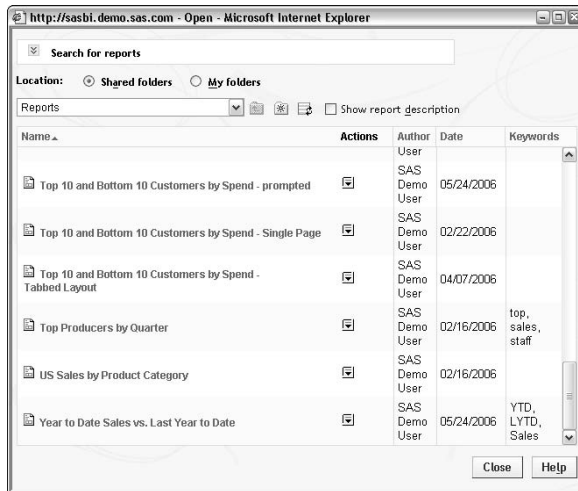 http://sasbi.demo.sas.com - Open - Microsoft Internet Explorer
Search for reports
Location: Shared folders My folders
Reports Show report description
Name Actions Author Date Keywords
User
Top 10 and Bottom 10 Customers by Spend - prompted SAS Demo User 05/24/2006
Top 10 and Bottom 10 Customers by Spend - Single Page SAS Demo User 02/22/2006
Top 10 and Bottom 10 Customers by Spend -
Tabbed Layout SAS Demo User 04/07/2006
Top Producers by Quarter SAS Demo User 02/16/2006 top, sales, staff
US Sales by Product Category SAS Demo User 02/16/2006
Year to Date Sales vs. Last Year to Date SAS Demo User 05/24/2006 YTD, LYTD, Sales
Close Help